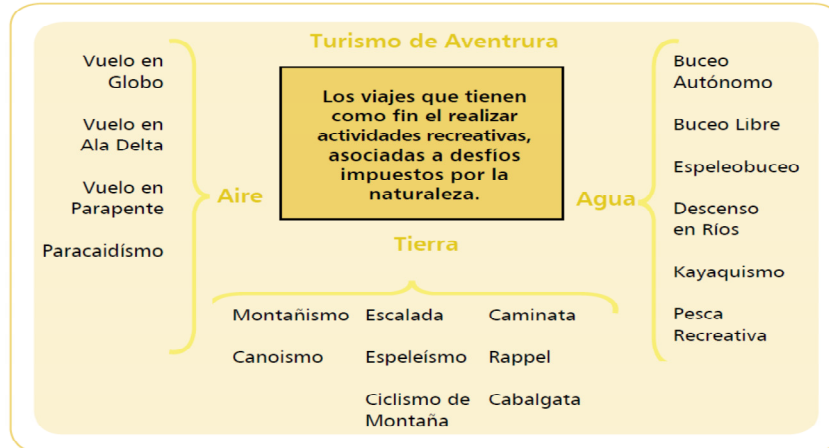 Turismo de Aventrura
Los viajes que tienen
como fin el realizar
actividades recreativas,
asociadas a desfíos
impuestos por la
naturaleza.
Aire
Vuelo en
Globo
Vuelo en
Ala Delta
Vuelo en
Parapente
Paracaidísmo
Agua
Buceo
Autónomo
Buceo Libre
Espeleobuceo
Descenso
en Ríos
Kayaquismo
Pesca
Recreativa
Tierra
Montañismo
Escalada
Caminata
Canoismo
Espeleísmo
Rappel
Ciclismo de
Montaña
Cabalgata